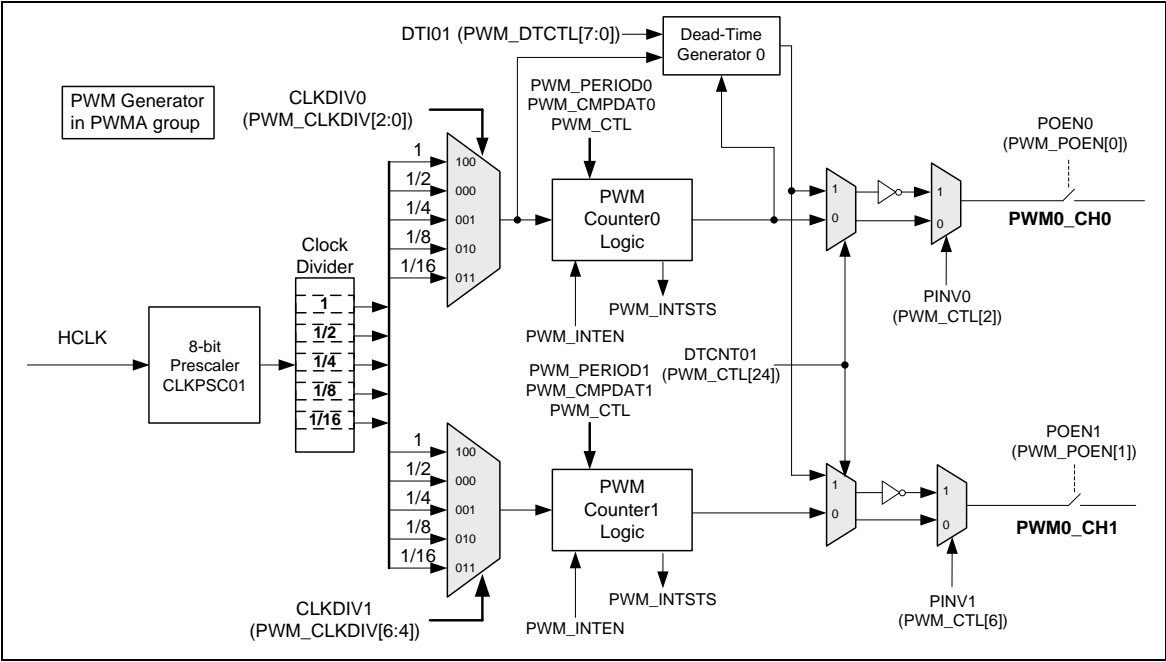 DTI01 (PWM_DTCTL[7:0])
Dead-Time
Generator 0
PWM Generator
in PWMA group
CLKDIV0
(PWM_CLKDIV[2:0])
PWM_PERIOD0
PWM_CMPDAT0
PWM_CTL
POEN0
(PWM_POEN[0])
1
1/2
1/4
1/8
1/16
100
000
001
010
011
PWM
Counter0
Logic
1
0
1
0
PWM0_CH0
Clock
Divider
1
1/2
1/4
1/8
1/16
PWM_INTSTS
PWM_INTEN
PINV0
(PWM_CTL[2])
HCLK
8-bit
Prescaler
CLKPSC01
DTCNT01
(PWM_CTL[24])
PWM_PERIOD1
PWM_CMPDAT1
PWM_CTL
POEN1
(PWM_POEN[1])
1
1/2
1/4
1/8
1/16
100
000
001
010
011
PWM
Counter1
Logic
1
0
1
0
PWM0_CH1
CLKDIV1
(PWM_CLKDIV[6:4])
PWM_INTSTS
PWM_INTEN
PINV1
(PWM_CTL[6])